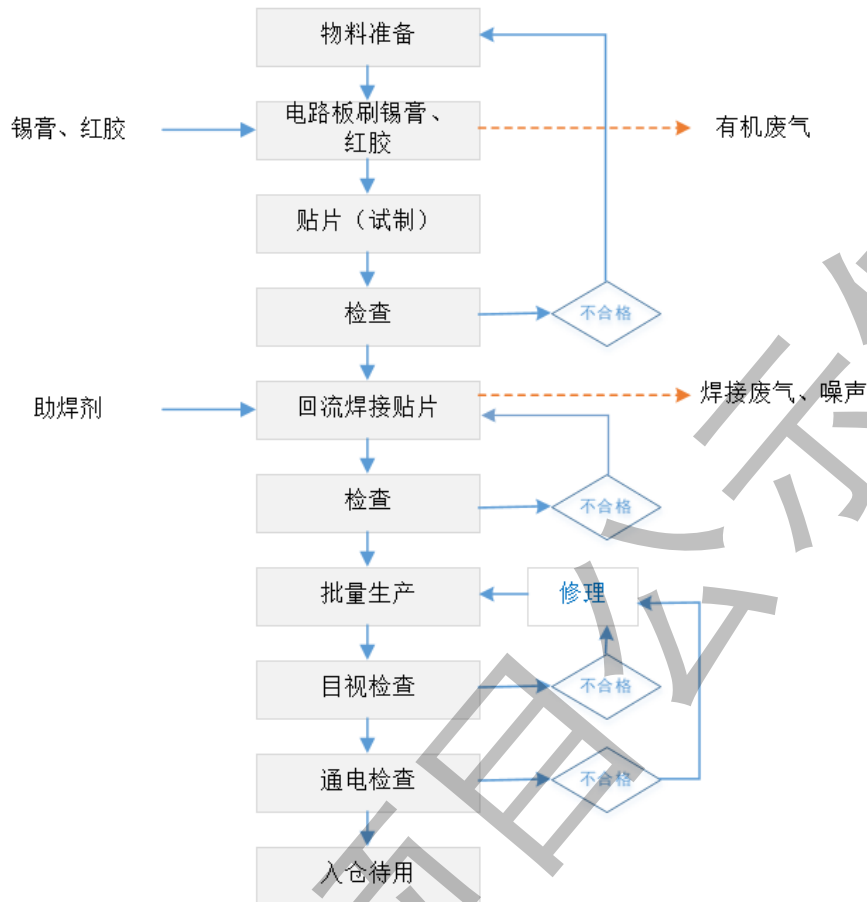 物料准备
锡膏、红胶
电路板刷锡膏、
红胶
有机废气
贴片（试制）
检查
不合格
助焊剂
回流焊接贴片
焊接废气、噪声
检查
不合格
批量生产
修理
目视检查
不合格
通电检查
不合格
入仓待用
公示